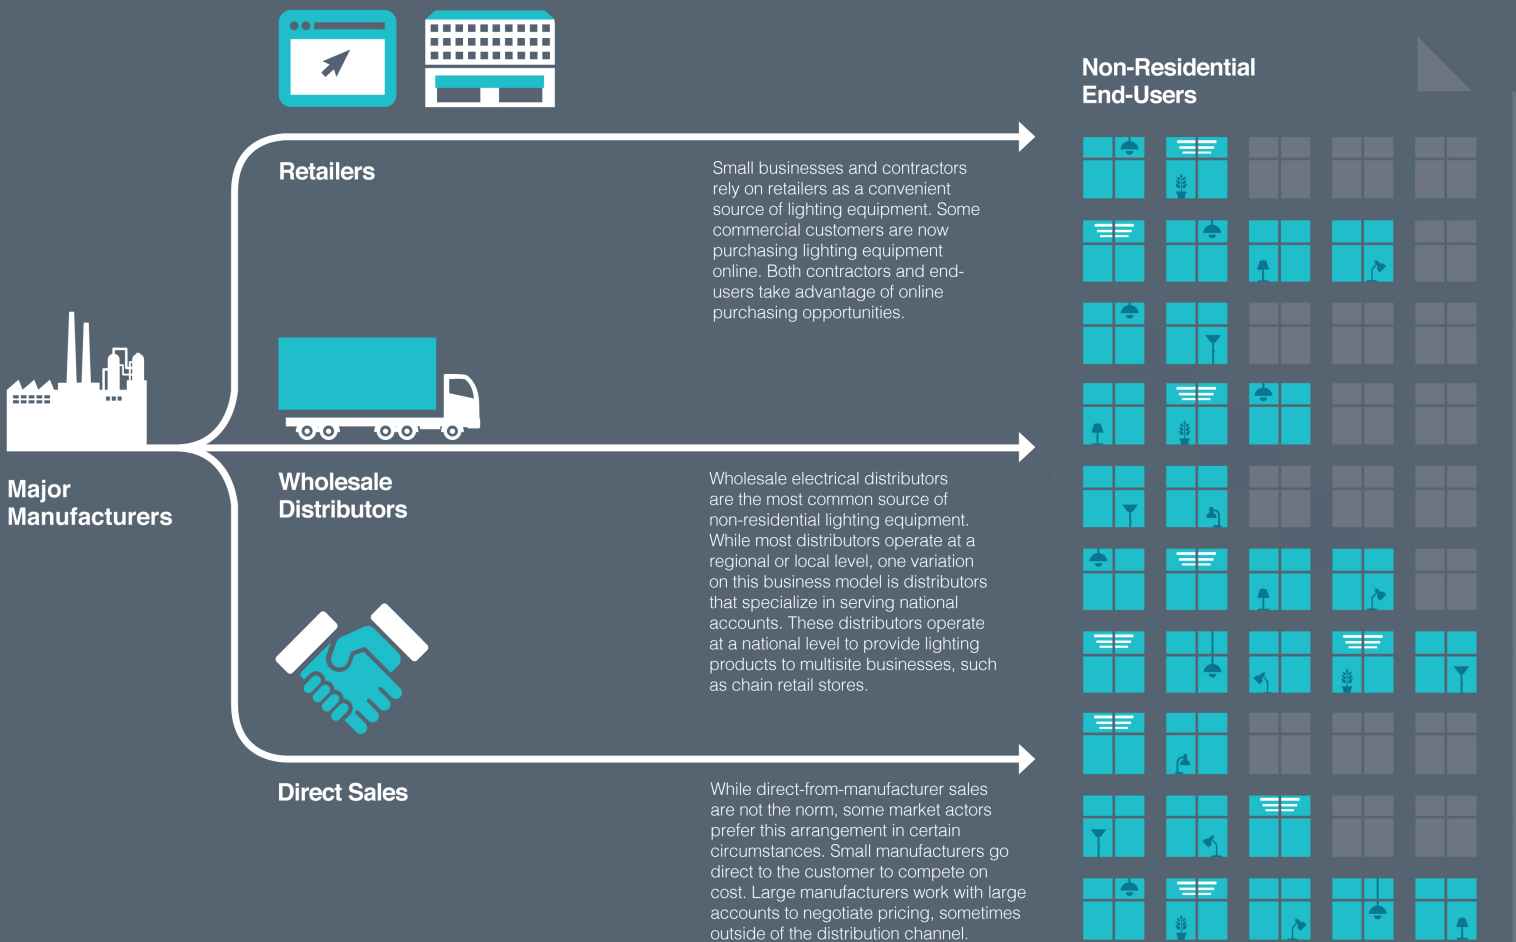 Non-Residential
End-Users
Retailers
Small businesses and contractors
rely on retailers as a convenient
source of lighting equipment. Some
commercial customers are now
purchasing lighting equipment
online. Both contractors and end-
users take advantage of online
purchasing opportunities.
Major
Manufacturers
Wholesale
Distributors
Wholesale electrical distributors
are the most common source of
non-residential lighting equipment.
While most distributors operate at a
regional or local level, one variation
on this business model is distributors
that specialize in serving national
accounts. These distributors operate
at a national level to provide lighting
products to multisite businesses, such
as chain retail stores.
Direct Sales
While direct-from-manufacturer sales
are not the norm, some market actors
prefer this arrangement in certain
circumstances. Small manufacturers go
direct to the customer to compete on
cost. Large manufacturers work with large
accounts to negotiate pricing, sometimes
outside of the distribution channel.